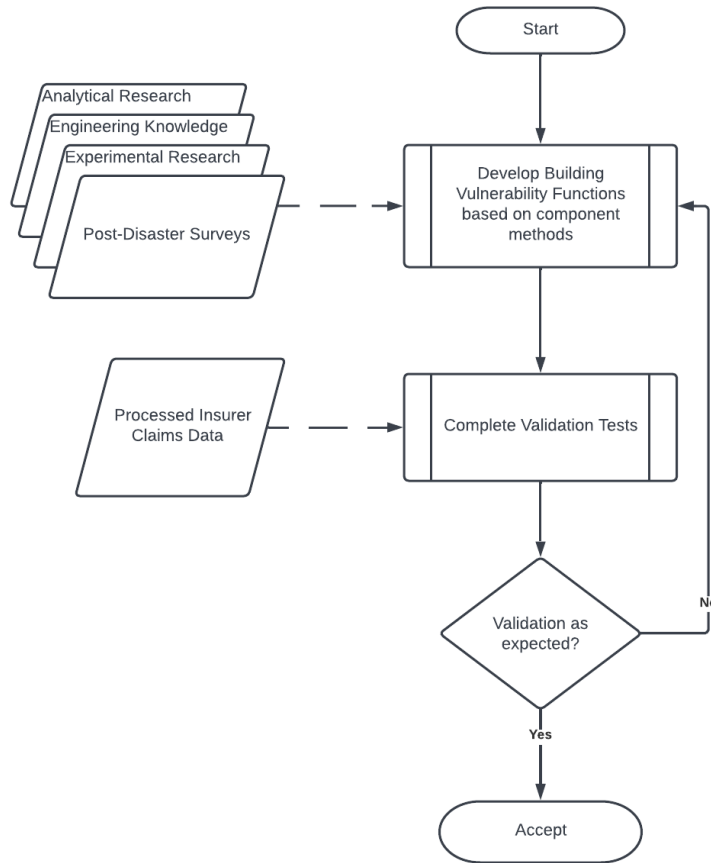 Start
Analytical Research
Engineering Knowledge
Experimental Research
Post-Disaster Surveys
Develop Building
Vulnerability Functions
based on component
methods
Processed Insurer
Claims Data
Complete Validation Tests
Validation as
expected?
Yes
Accept